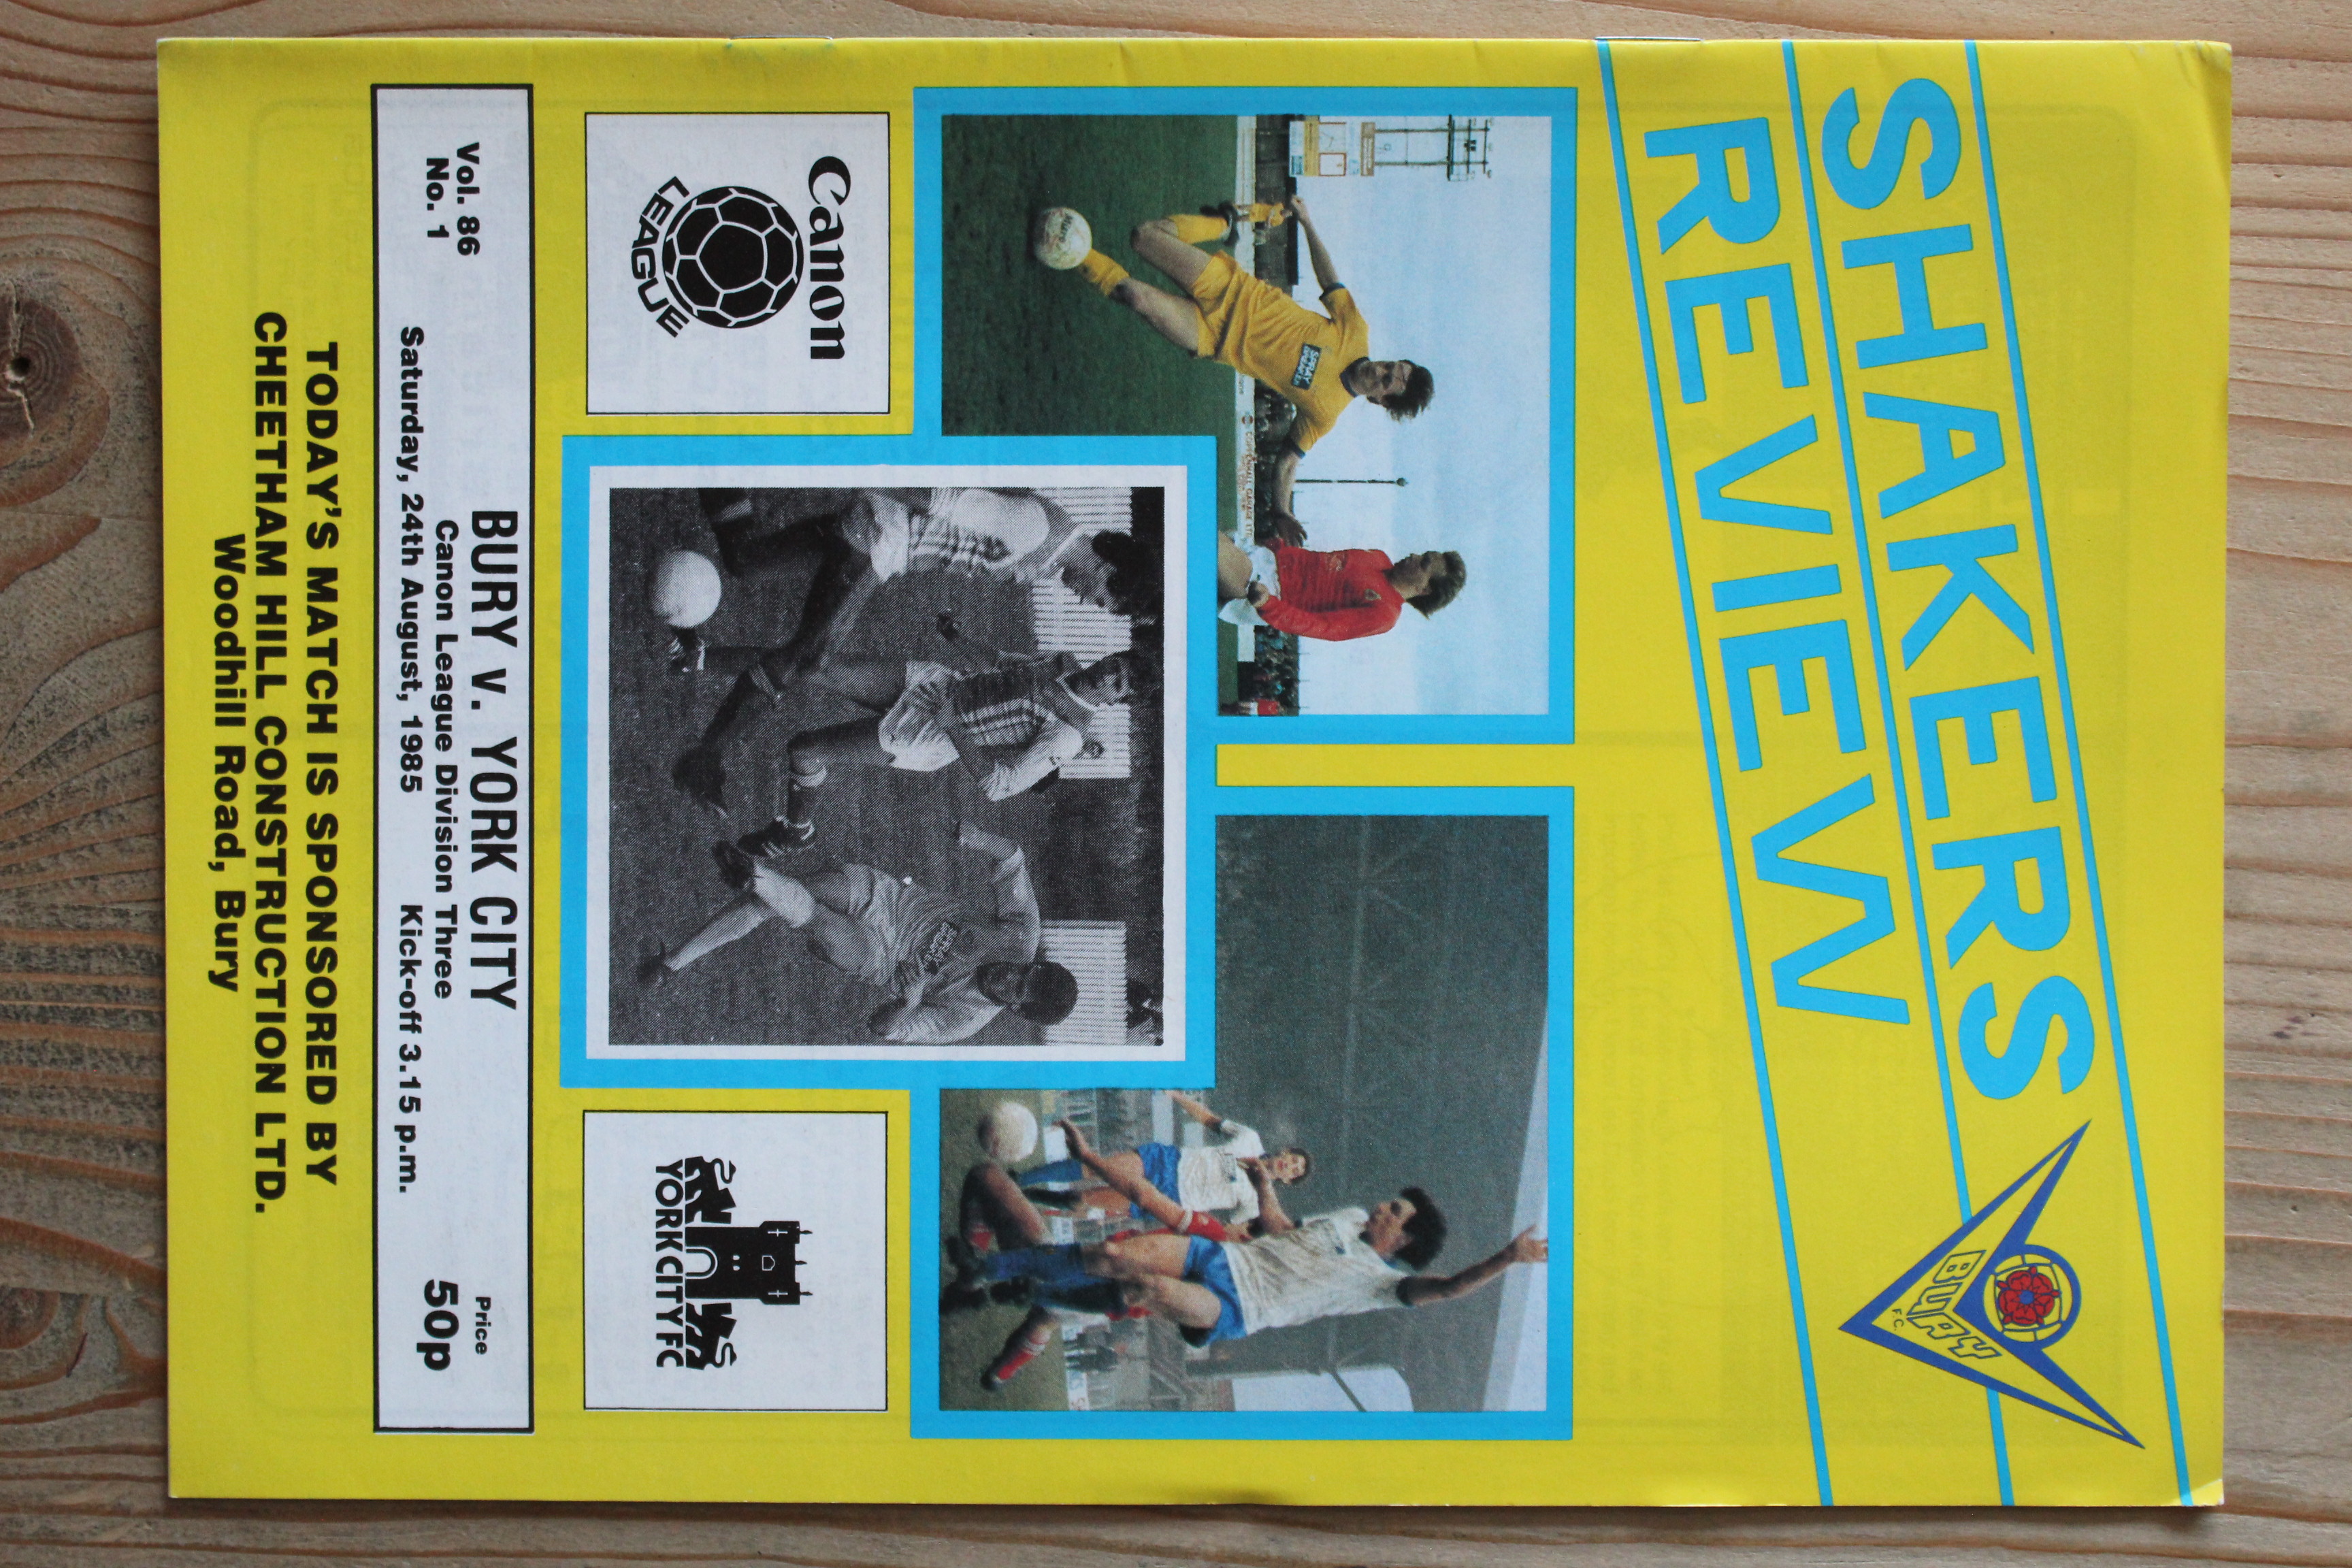 SHAKERS
REVIEW
BURY
F.C.
SPRAY
Canon
LEAGUE
YORK CITY FC
Vol. 86
No. 1
BURY v. YORK CITY
Canon League Division Three
Saturday, 24th August, 1985 Kick-off 3.15 p.m.
Price
50p
TODAY'S MATCH IS SPONSORED BY
CHEETHAM HILL CONSTRUCTION LTD.
Woodhill Road, Bury